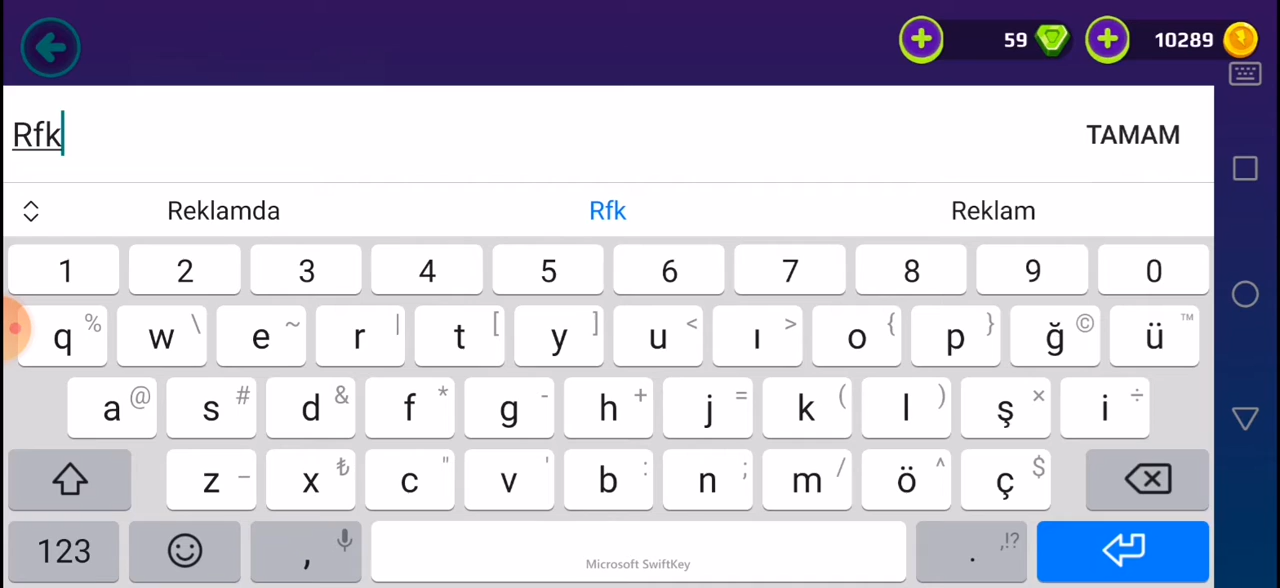 59 10289
Rfk TAMAM
Reklamda Rfk Reklam
1 2 3 4 5 6 7 8 9 0
q % w \ e ~ r | t [ y ] u < ı > o { p } ğ © ü ™
a @ s # d & f * g - h + j = k ( l ) ş × i ÷
z _ x ₺ c " v ' b : n ; m / ö ^ ç $
123 , Microsoft SwiftKey . ,!?